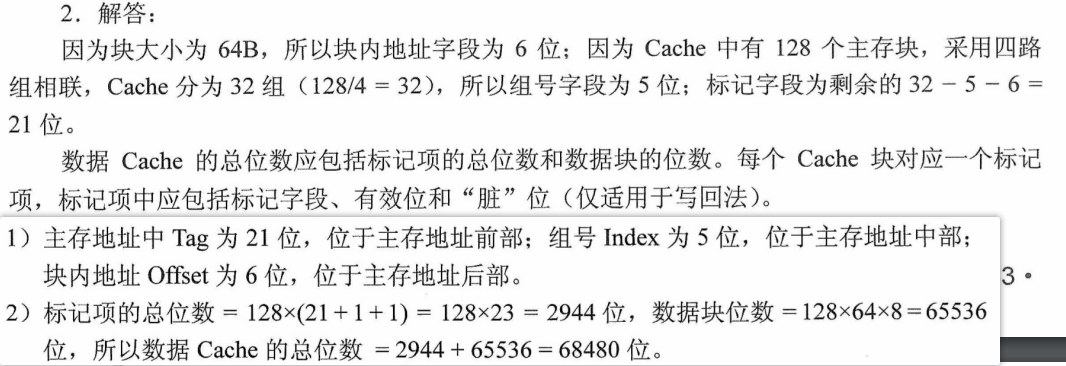 2．解答：
因为块大小为 64B，所以块内地址字段为 6 位；因为 Cache 中有 128 个主存块，采用四路
组相联，Cache 分为 32 组（128/4 = 32），所以组号字段为 5 位；标记字段为剩余的 32 − 5 − 6 =
21 位。
数据 Cache 的总位数应包括标记项的总位数和数据块的位数。每个 Cache 块对应一个标记
项，标记项中应包括标记字段、有效位和“脏”位（仅适用于写回法）。
1）主存地址中 Tag 为 21 位，位于主存地址前部；组号 Index 为 5 位，位于主存地址中部；
块内地址 Offset 为 6 位，位于主存地址后部。
3 •
2）标记项的总位数 = 128×(21+1+1) = 128×23 = 2944 位，数据块位数 =128×64×8=65536
位，所以数据 Cache 的总位数 = 2944 + 65536 = 68480 位。